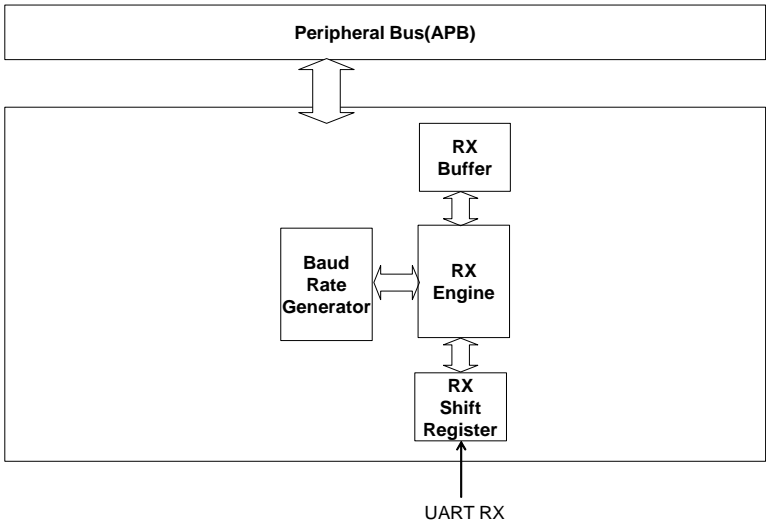 Peripheral Bus(APB)
RX
Buffer
Baud
Rate
Generator
RX
Engine
RX
Shift
Register
UART RX